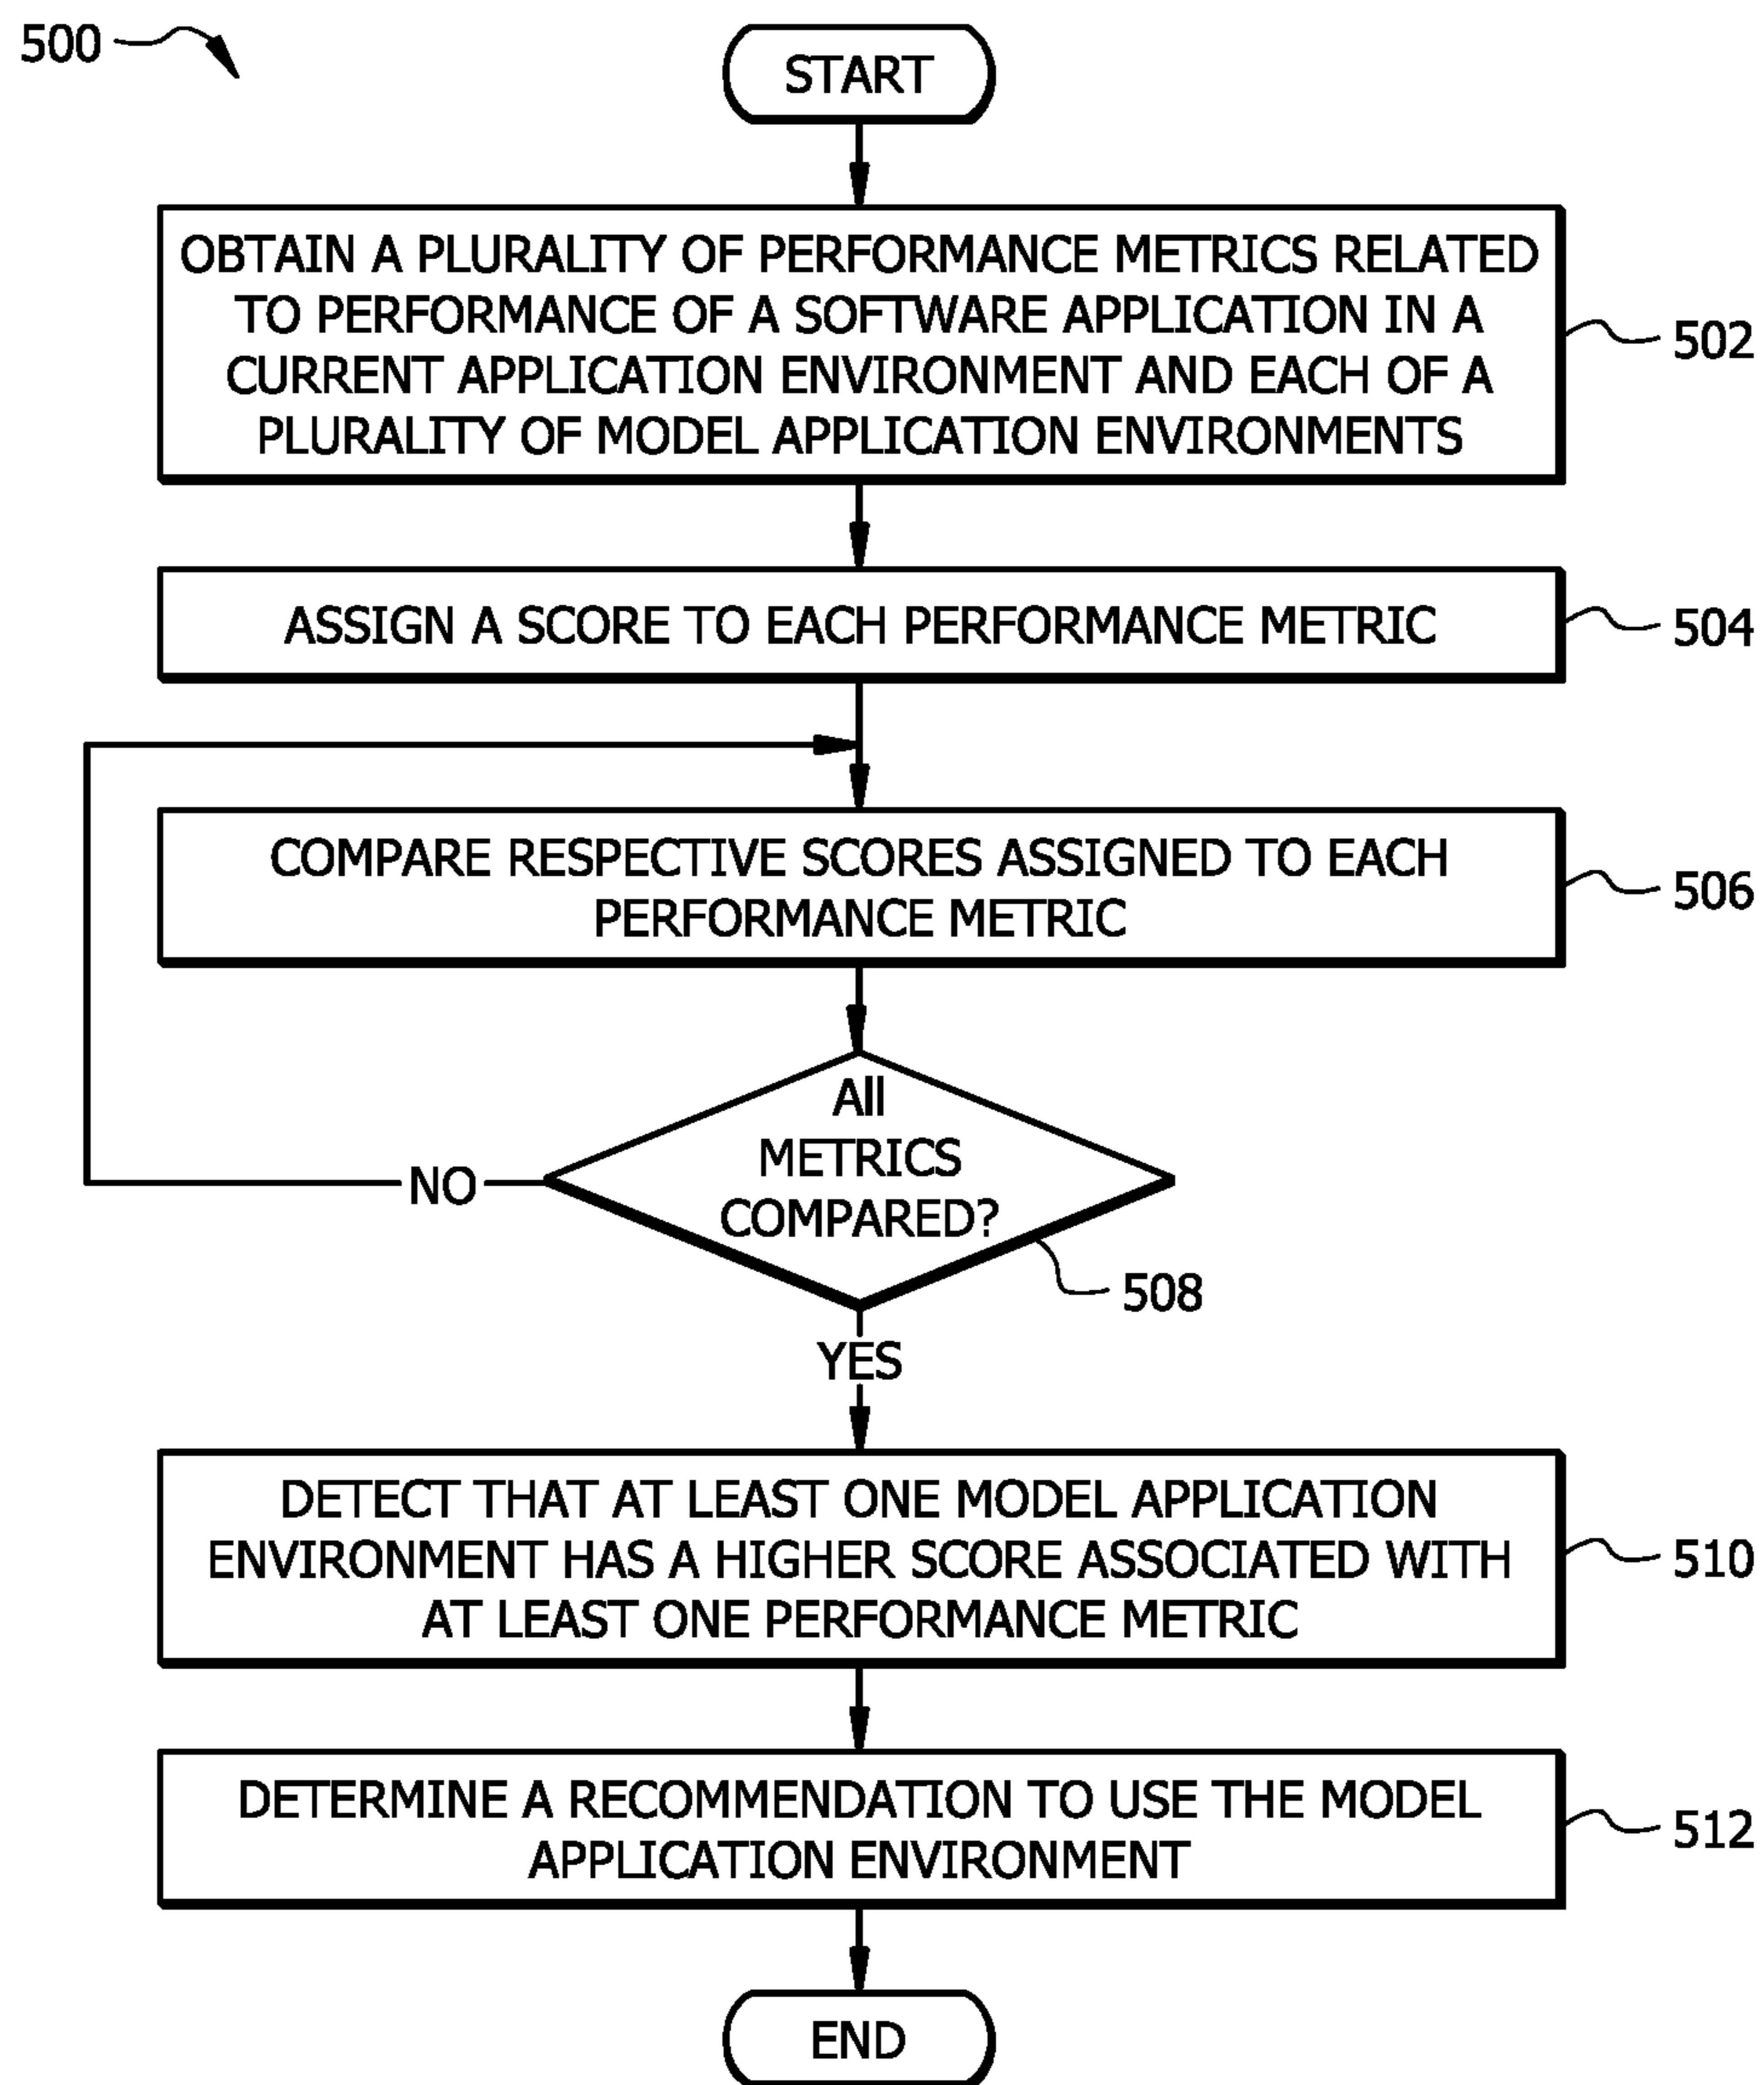 500
START
OBTAIN A PLURALITY OF PERFORMANCE METRICS RELATED
TO PERFORMANCE OF A SOFTWARE APPLICATION IN A
CURRENT APPLICATION ENVIRONMENT AND EACH OF A
PLURALITY OF MODEL APPLICATION ENVIRONMENTS
502
ASSIGN A SCORE TO EACH PERFORMANCE METRIC
504
COMPARE RESPECTIVE SCORES ASSIGNED TO EACH
PERFORMANCE METRIC
506
All
METRICS
COMPARED?
NO
508
YES
DETECT THAT AT LEAST ONE MODEL APPLICATION
ENVIRONMENT HAS A HIGHER SCORE ASSOCIATED WITH
AT LEAST ONE PERFORMANCE METRIC
510
DETERMINE A RECOMMENDATION TO USE THE MODEL
APPLICATION ENVIRONMENT
512
END